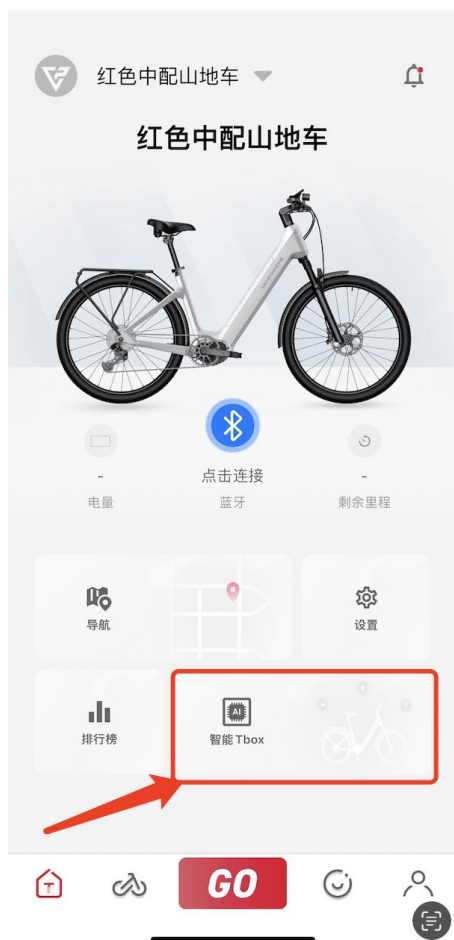 红色中配山地车
红色中配山地车
点击连接
- -
电量 蓝牙 剩余里程
导航 设置
AI
排行榜 智能 Tbox
GO